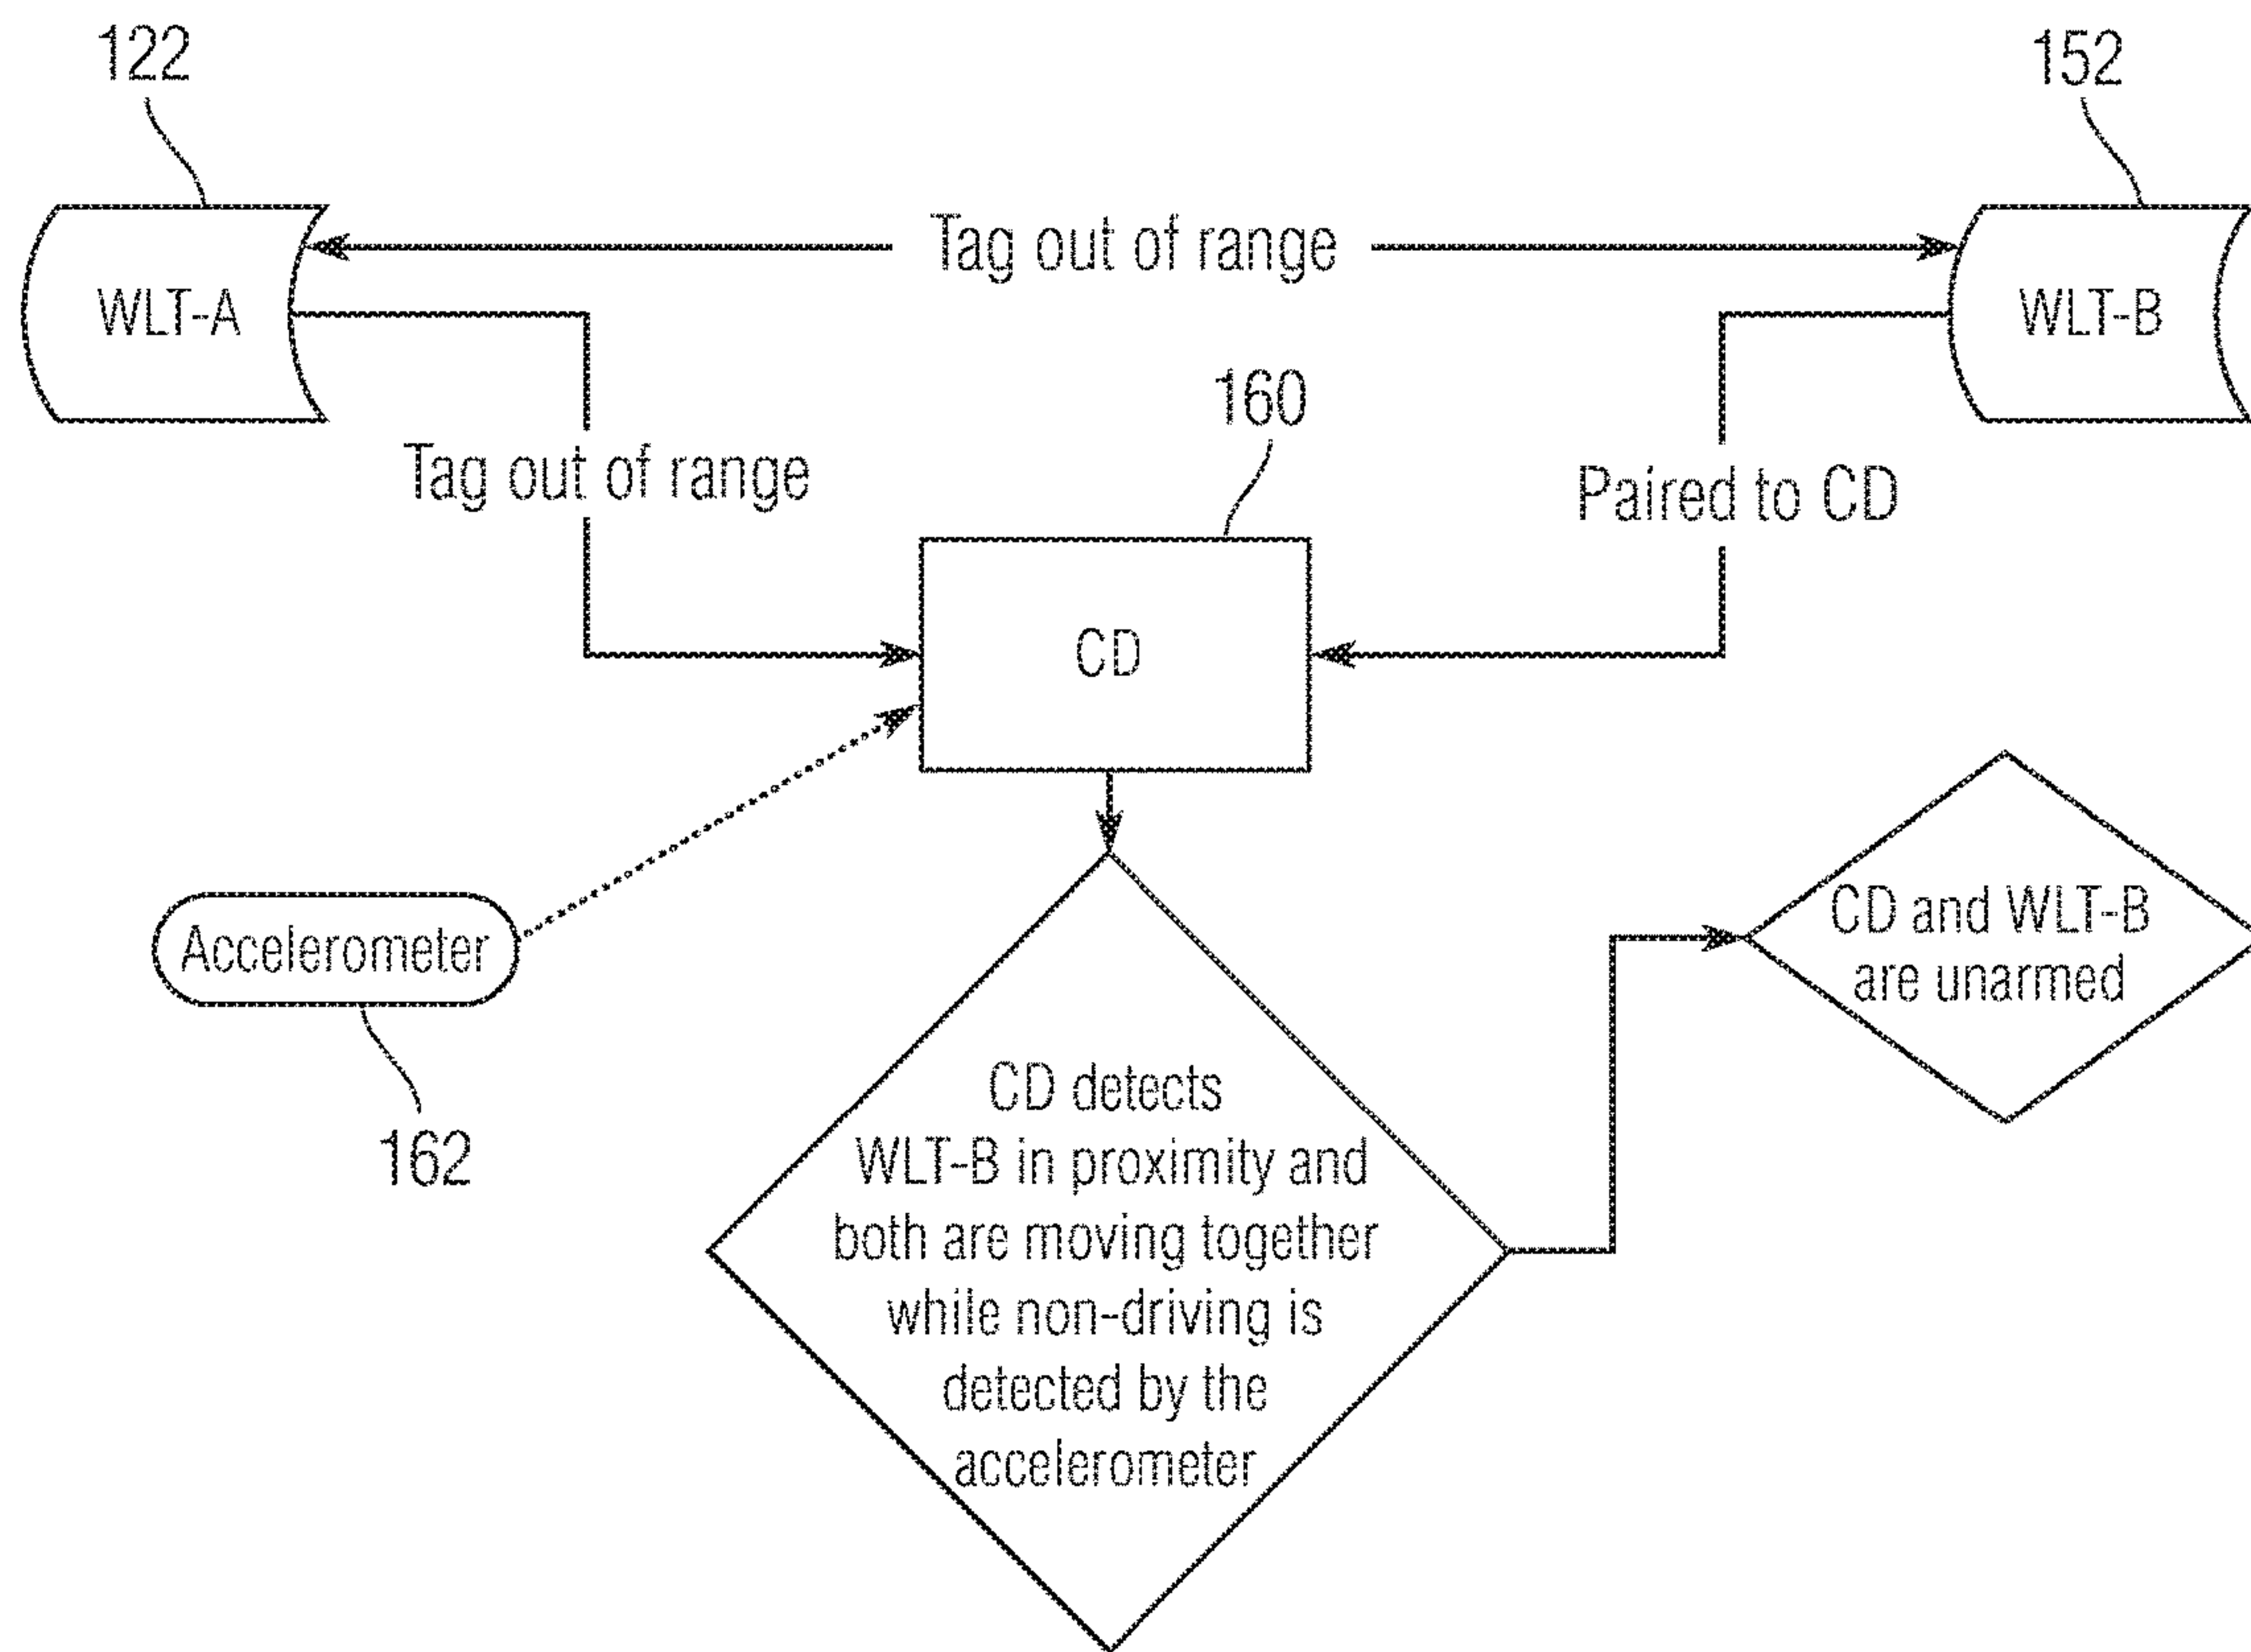 122
152
Tag out of range
WLT-A
WLT-B
160
Tag out of range
Paired to CD
CD
Accelerometer
162
CD and WLT-B
are unarmed
CD detects
WLT-B in proximity and
both are moving together
while non-driving is
detected by the
accelerometer